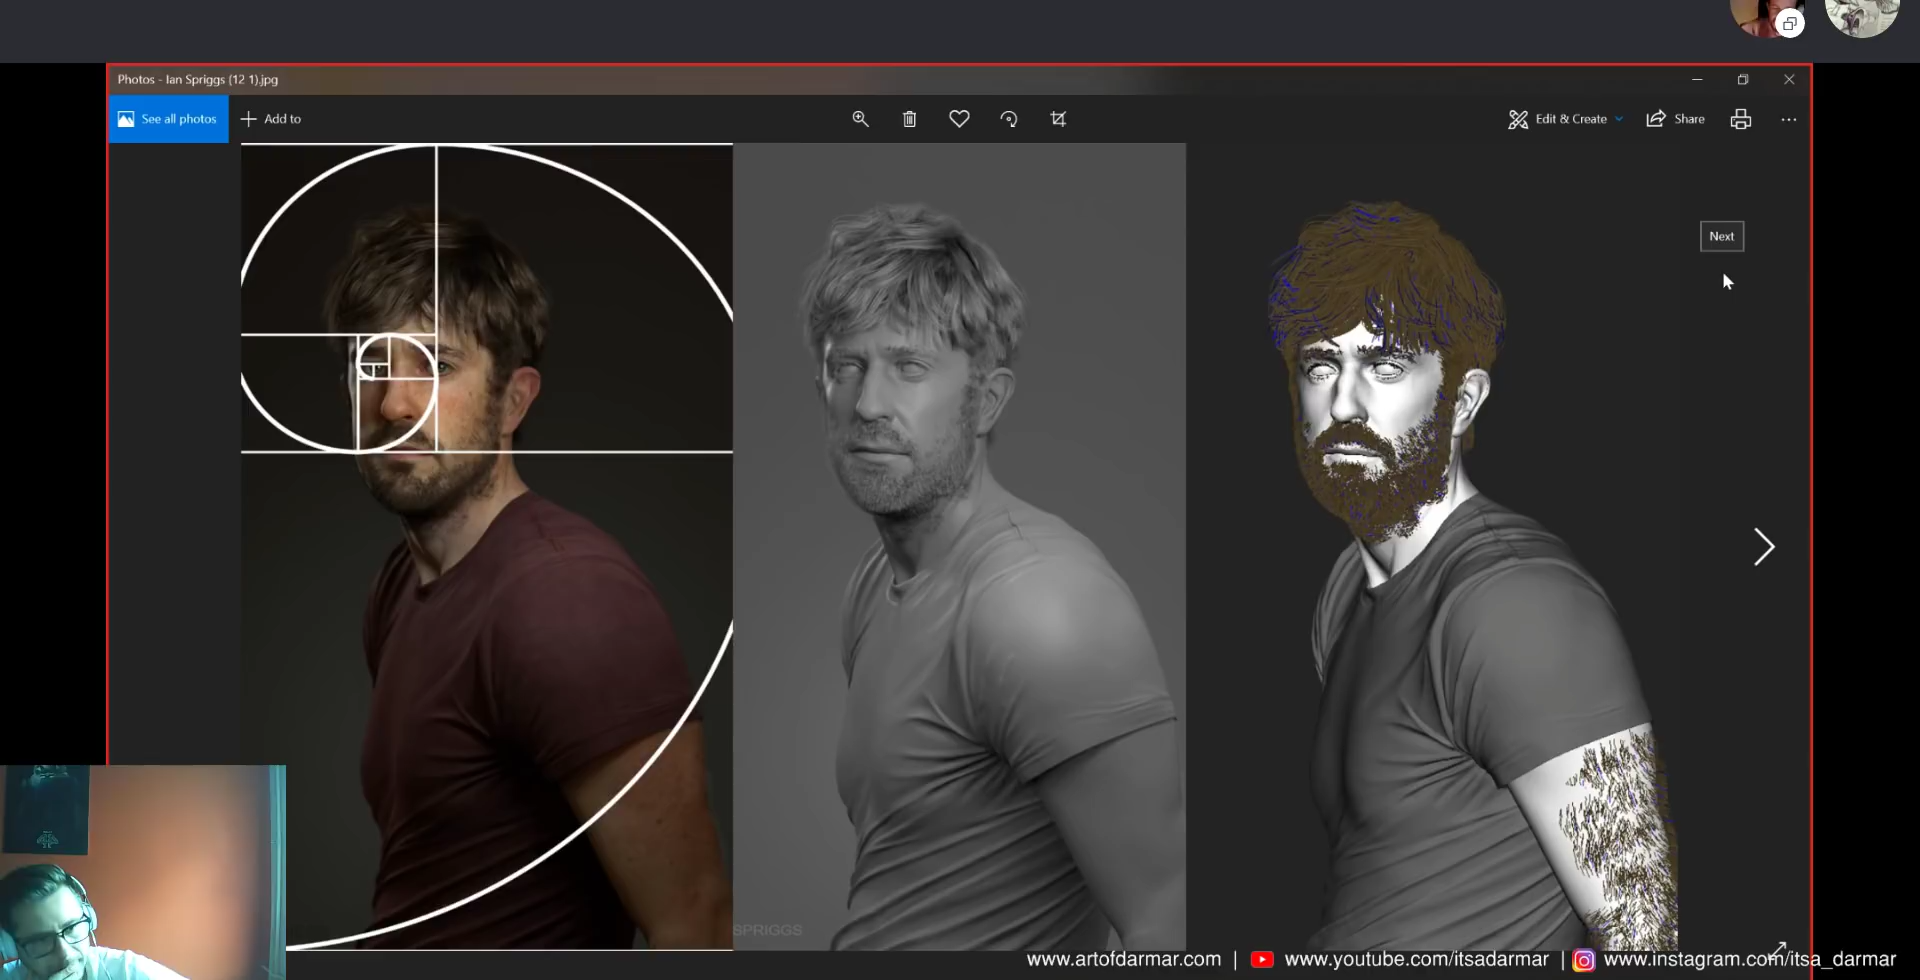 Photos - Ian Spriggs (12 1).jpg
See all photos
Add to
Edit & Create
Share
Next
SPRIGGS
www.artofdarmar.com | www.youtube.com/itsadarmar | www.instagram.com/itsa_darmar